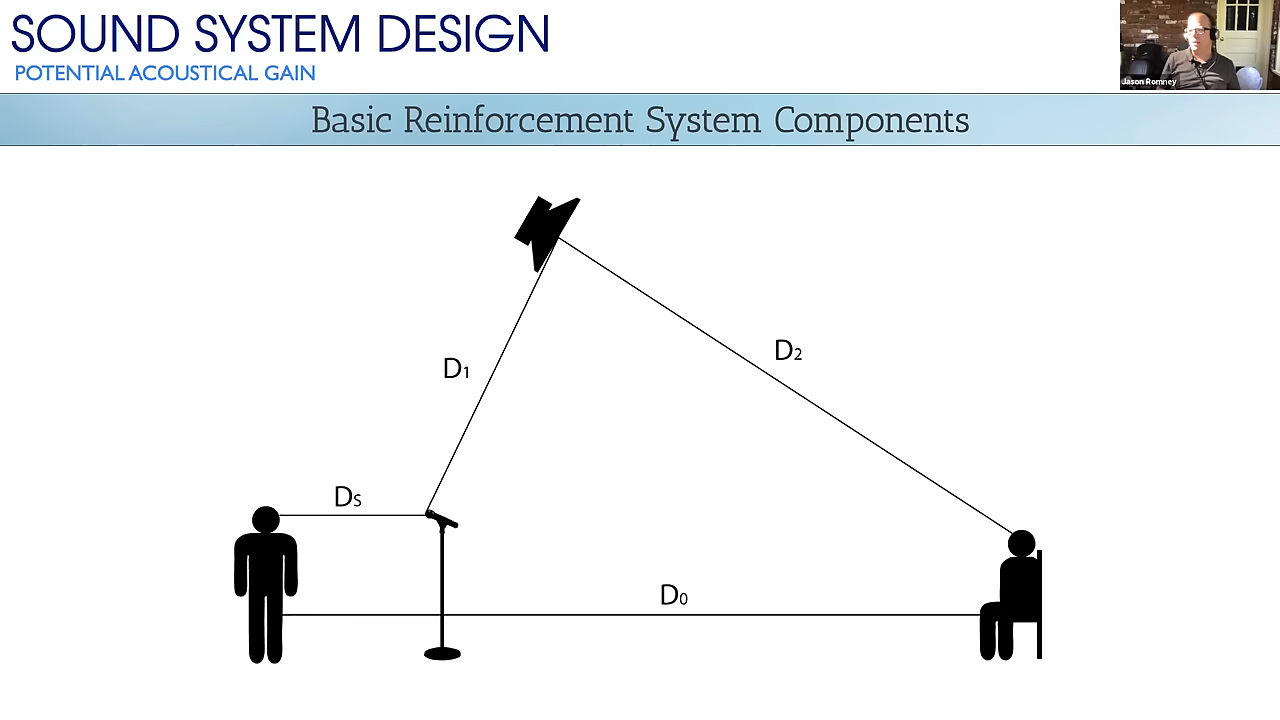 SOUND SYSTEM DESIGN
POTENTIAL ACOUSTICAL GAIN
Jason Romney
Basic Reinforcement System Components
D1
D2
DS
D0